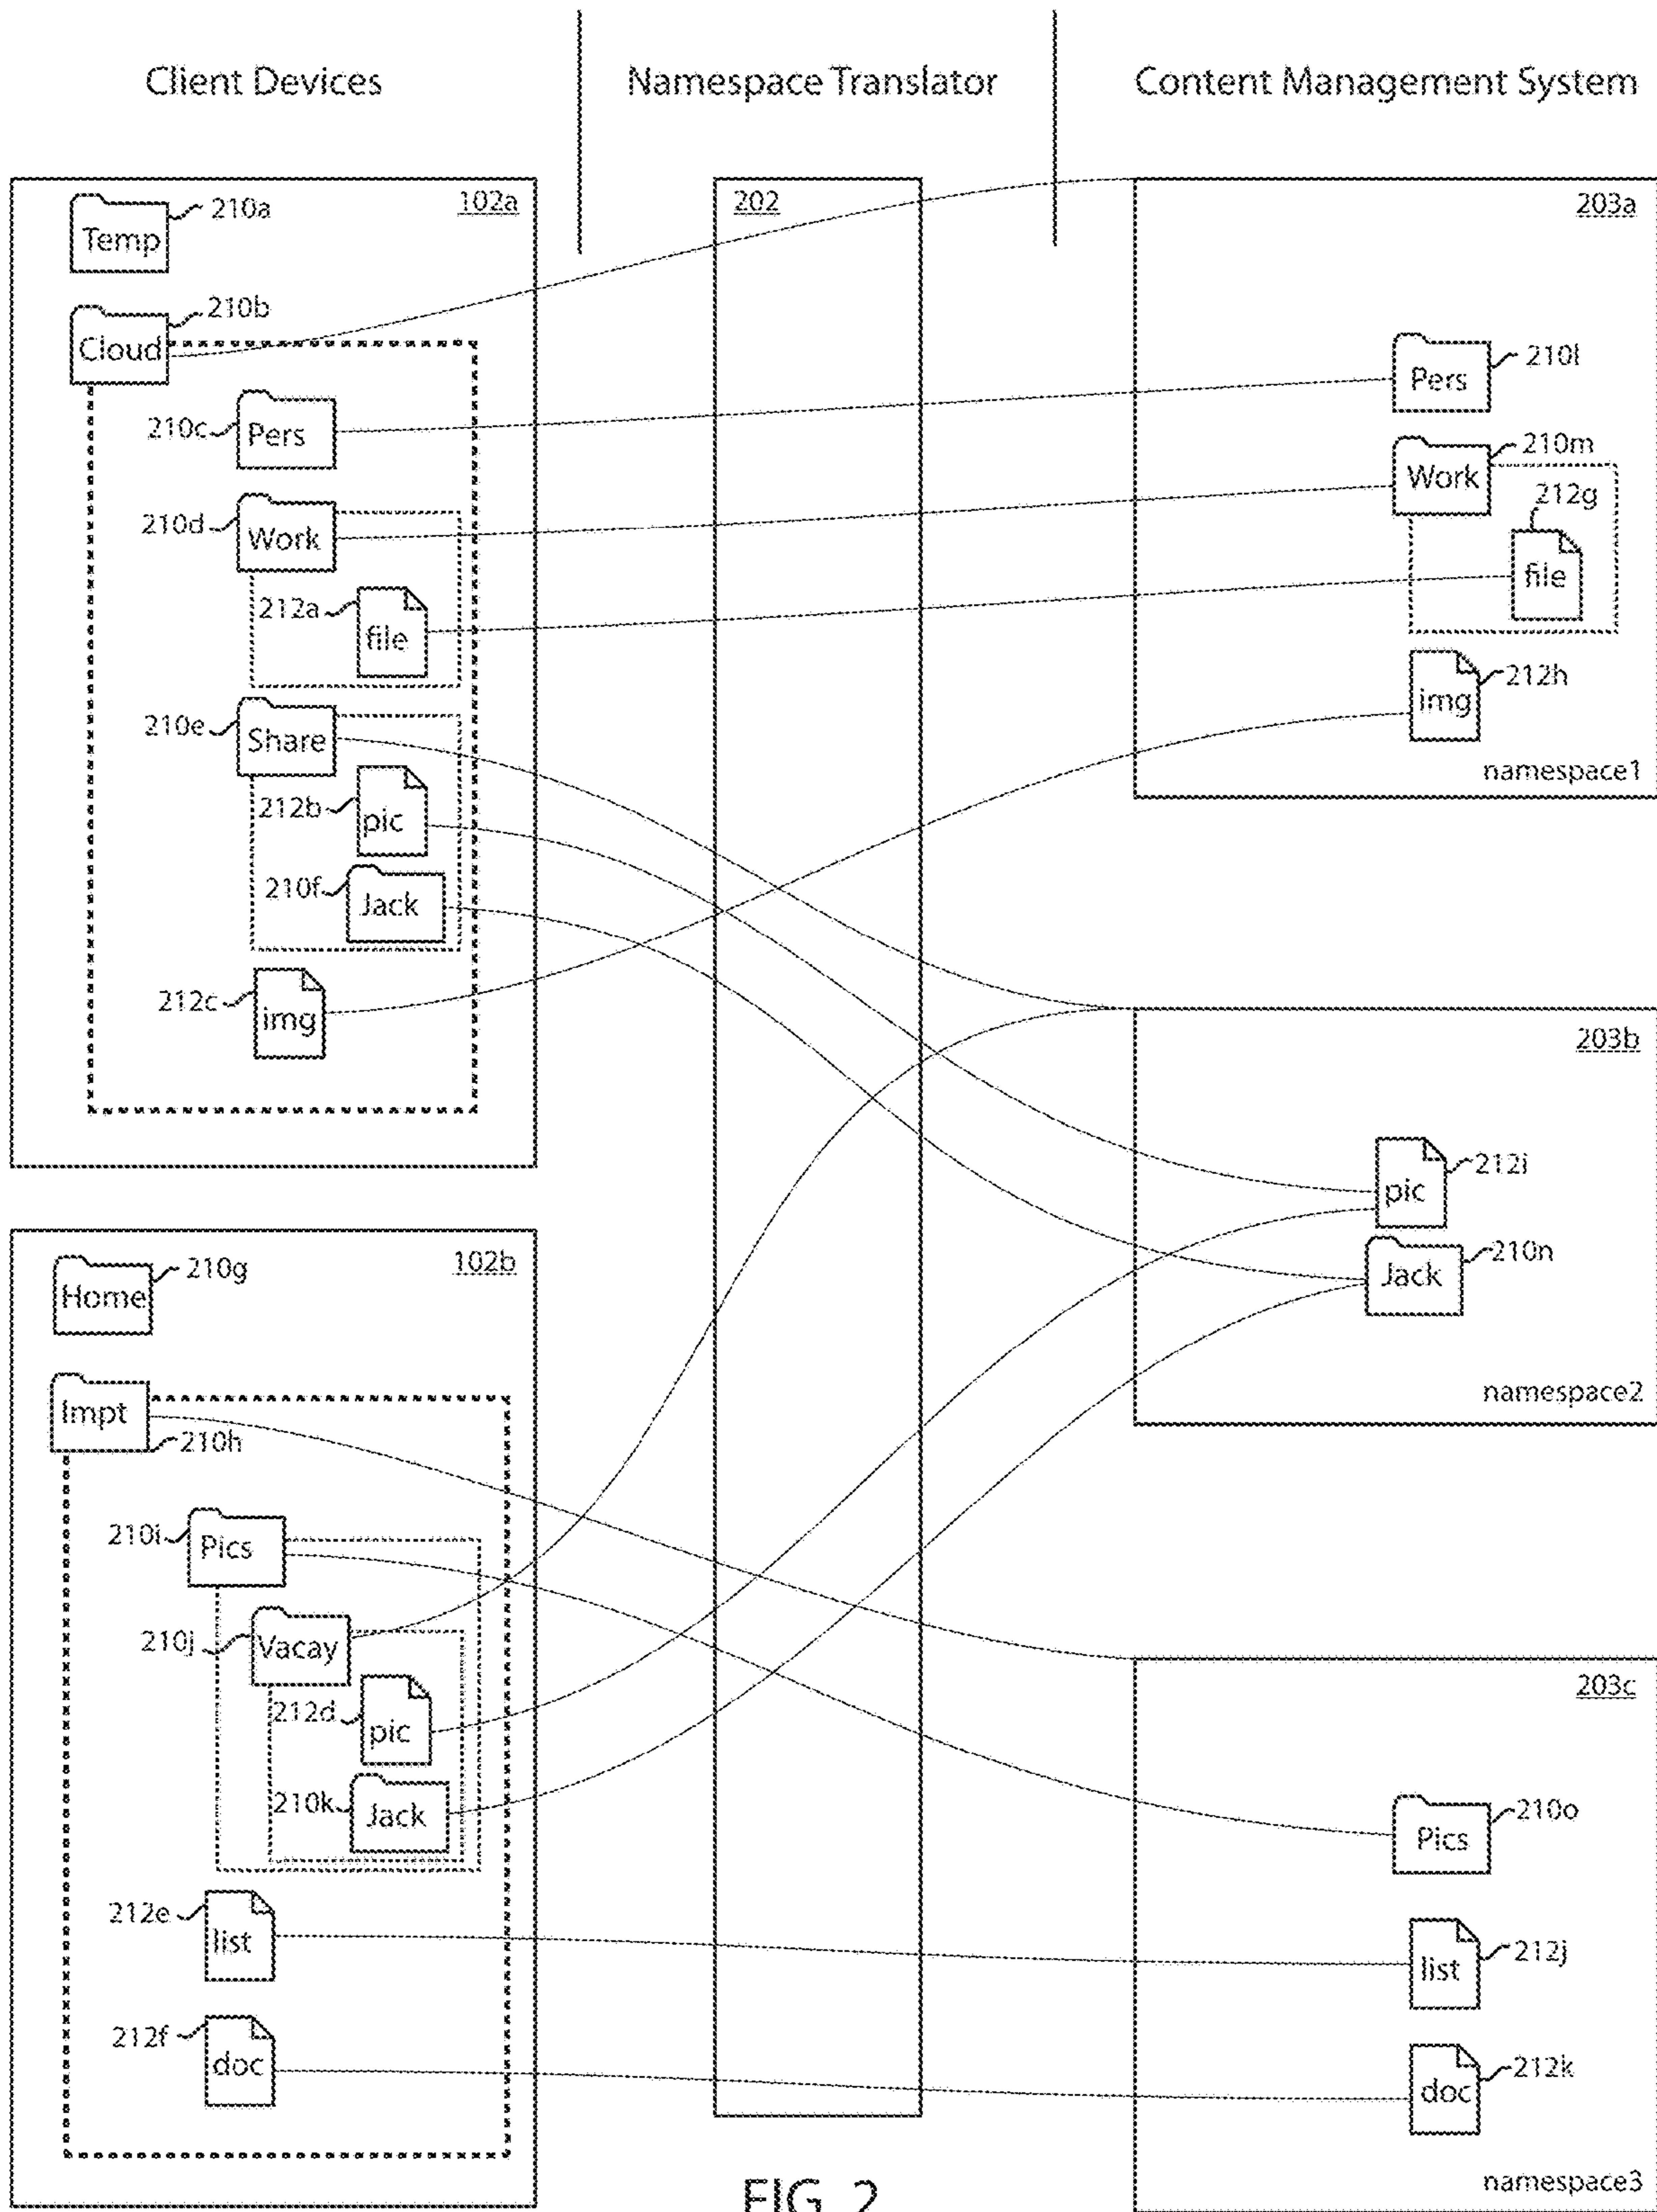 Client Devices
Namespace Translator
Content Management System
102a
210a
Temp
210b
Cloud
210c
Pers
210d
Work
212a
file
210e
Share
212b
pic
210f
Jack
212c
img
102b
210g
Home
Impt
210h
210i
Pics
210j
Vacay
212d
pic
210k
Jack
212e
list
212f
doc
202
203a
210l
Pers
210m
Work
212g
file
212h
img
namespace1
203b
212i
pic
210n
Jack
namespace2
203c
210o
Pics
212j
list
212k
doc
namespace3
FIG. 2